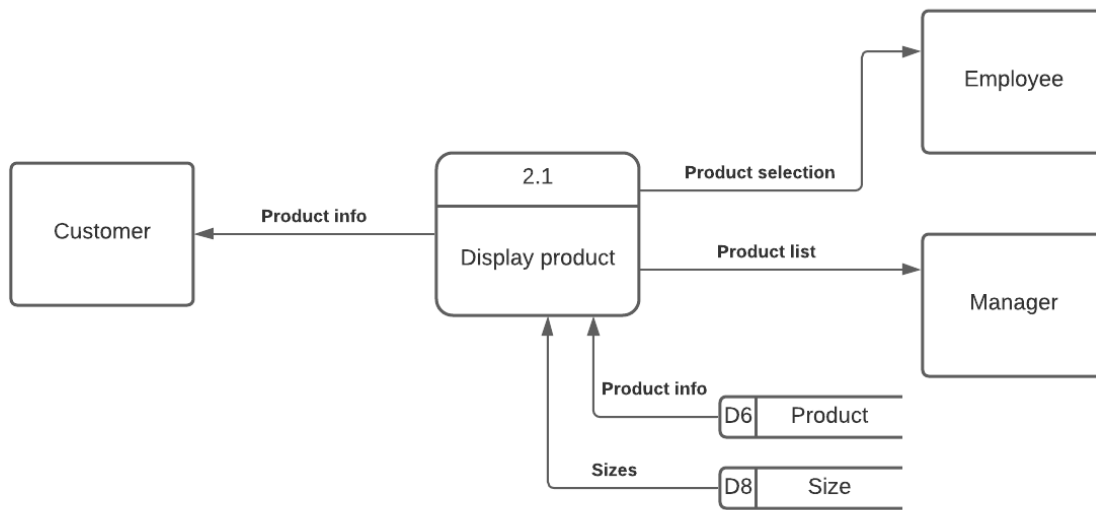 Employee
2.1
Product selection
Customer
Product info
Display product
Product list
Manager
Product info
D6
Product
Sizes
D8
Size